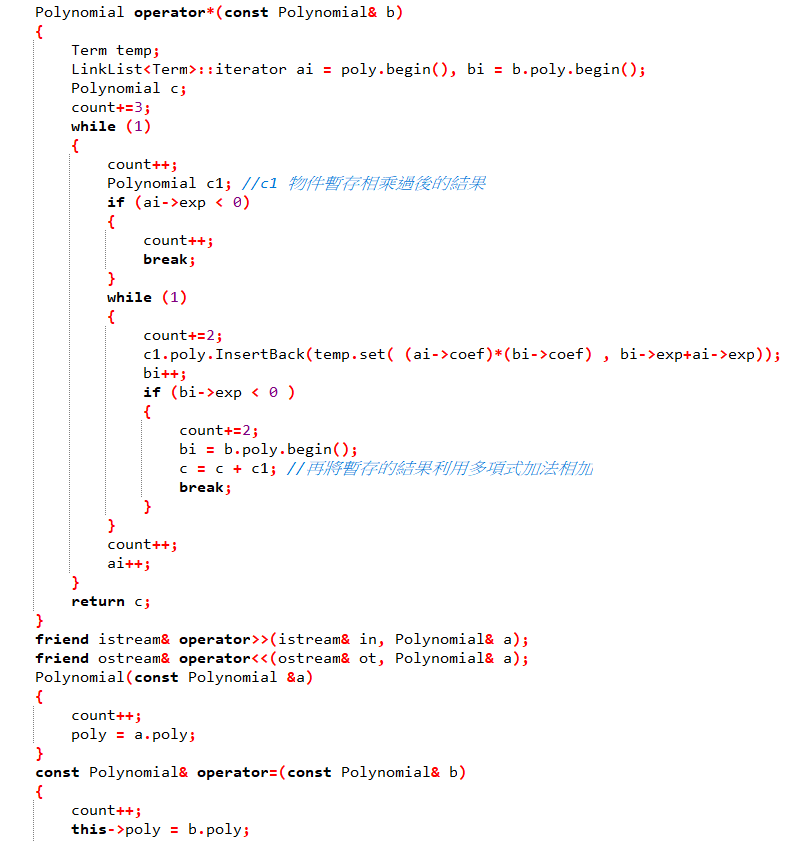 Polynomial operator*(const Polynomial& b)
{
Term temp;
LinkList<Term>::iterator ai = poly.begin(), bi = b.poly.begin();
Polynomial c;
count+=3;
while (1)
{
count++;
Polynomial c1; //c1 物件暫存相乘過後的結果
if (ai->exp < 0)
{
count++;
break;
}
while (1)
{
count+=2;
c1.poly.InsertBack(temp.set( (ai->coef)*(bi->coef) , bi->exp+ai->exp));
bi++;
if (bi->exp < 0 )
{
count+=2;
bi = b.poly.begin();
c = c + c1; //再將暫存的結果利用多項式加法相加
break;
}
}
count++;
ai++;
}
return c;
}
friend istream& operator>>(istream& in, Polynomial& a);
friend ostream& operator<<(ostream& ot, Polynomial& a);
Polynomial(const Polynomial &a)
{
count++;
poly = a.poly;
}
const Polynomial& operator=(const Polynomial& b)
{
count++;
this->poly = b.poly;